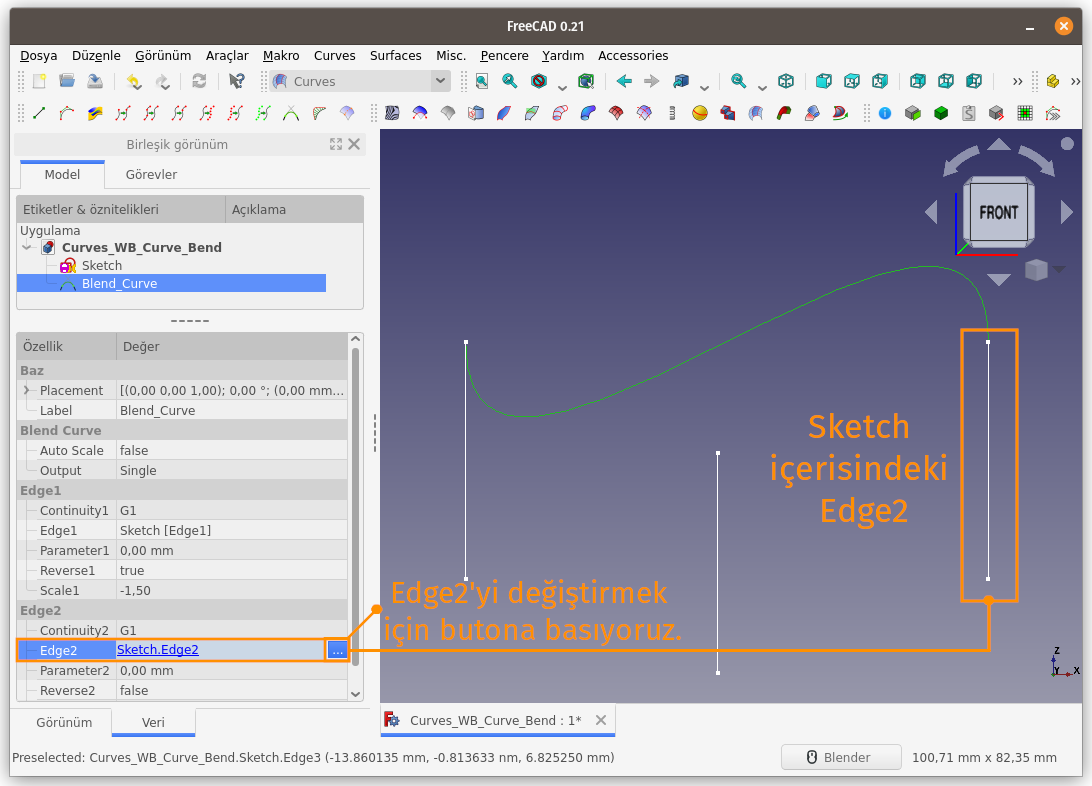 FreeCAD 0.21
Dosya Düzenle Görünüm Araçlar Makro Curves Surfaces Misc. Pencere Yardım Accessories
Curves
Birleşik görünüm
Model Görevler
Etiketler & öznitelikleri Açıklama
Uygulama
Curves_WB_Curve_Bend
Sketch
Blend_Curve
Özellik Değer
Baz
Placement [(0,00 0,00 1,00); 0,00 °; (0,00 mm...
Label Blend_Curve
Blend Curve
Auto Scale false
Output Single
Edge1
Continuity1 G1
Edge1 Sketch [Edge1]
Parameter1 0,00 mm
Reverse1 true
Scale1 -1,50
Edge2
Continuity2 G1
Edge2 Sketch.Edge2 ...
Parameter2 0,00 mm
Reverse2 false
Görünüm Veri
FRONT
Sketch
içerisindeki
Edge2
Edge2'yi değiştirmek
için butona basıyoruz.
Z
Y X
Curves_WB_Curve_Bend : 1*
Preselected: Curves_WB_Curve_Bend.Sketch.Edge3 (-13.860135 mm, -0.813633 nm, 6.825250 mm)
Blender 100,71 mm x 82,35 mm